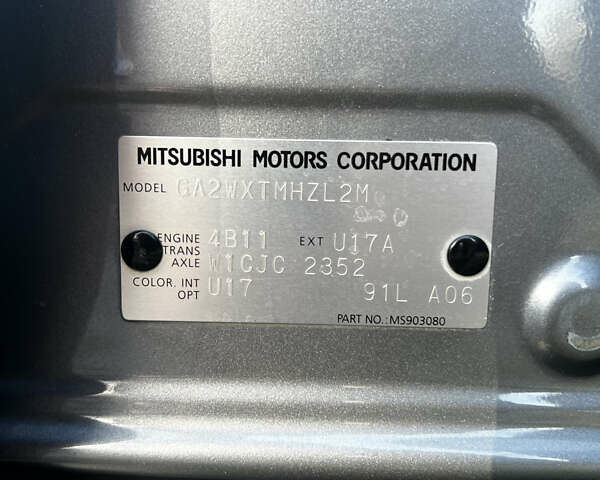 MITSUBISHI MOTORS CORPORATION
MODEL GA2WXTMHZL2M
ENGINE 4B11 EXT U17A
TRANS AXLE W1CJC 2352
COLOR. INT OPT U17 91L A06
PART NO.: MS903080